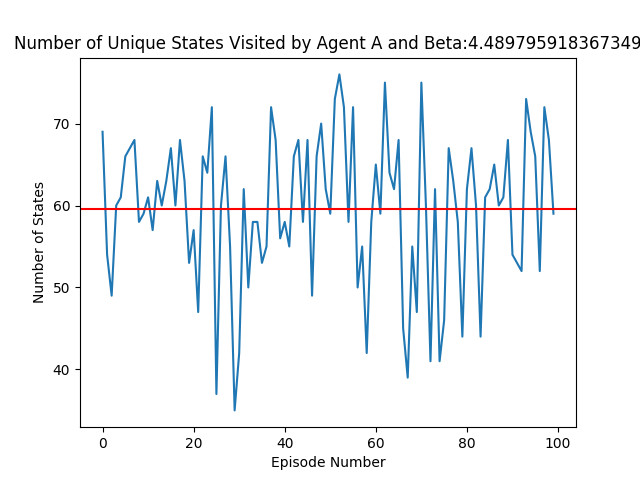 Number of Unique States Visited by Agent A and Beta:4.489795918367349
Number of States
70
60
50
40
0 20 40 60 80 100
Episode Number